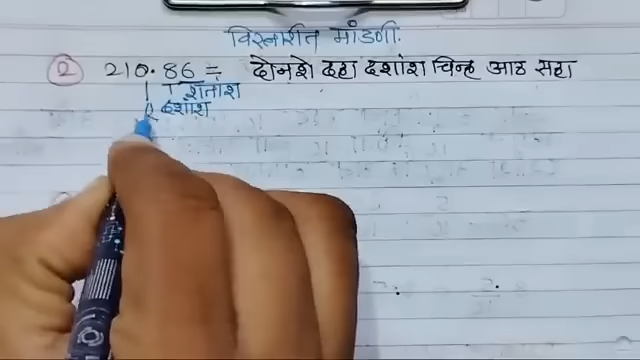 विस्तारीत मांडणी.
2 210.86 = दोनशे दहा दशांश चिन्ह आठ सहा
शतांश
दशांश